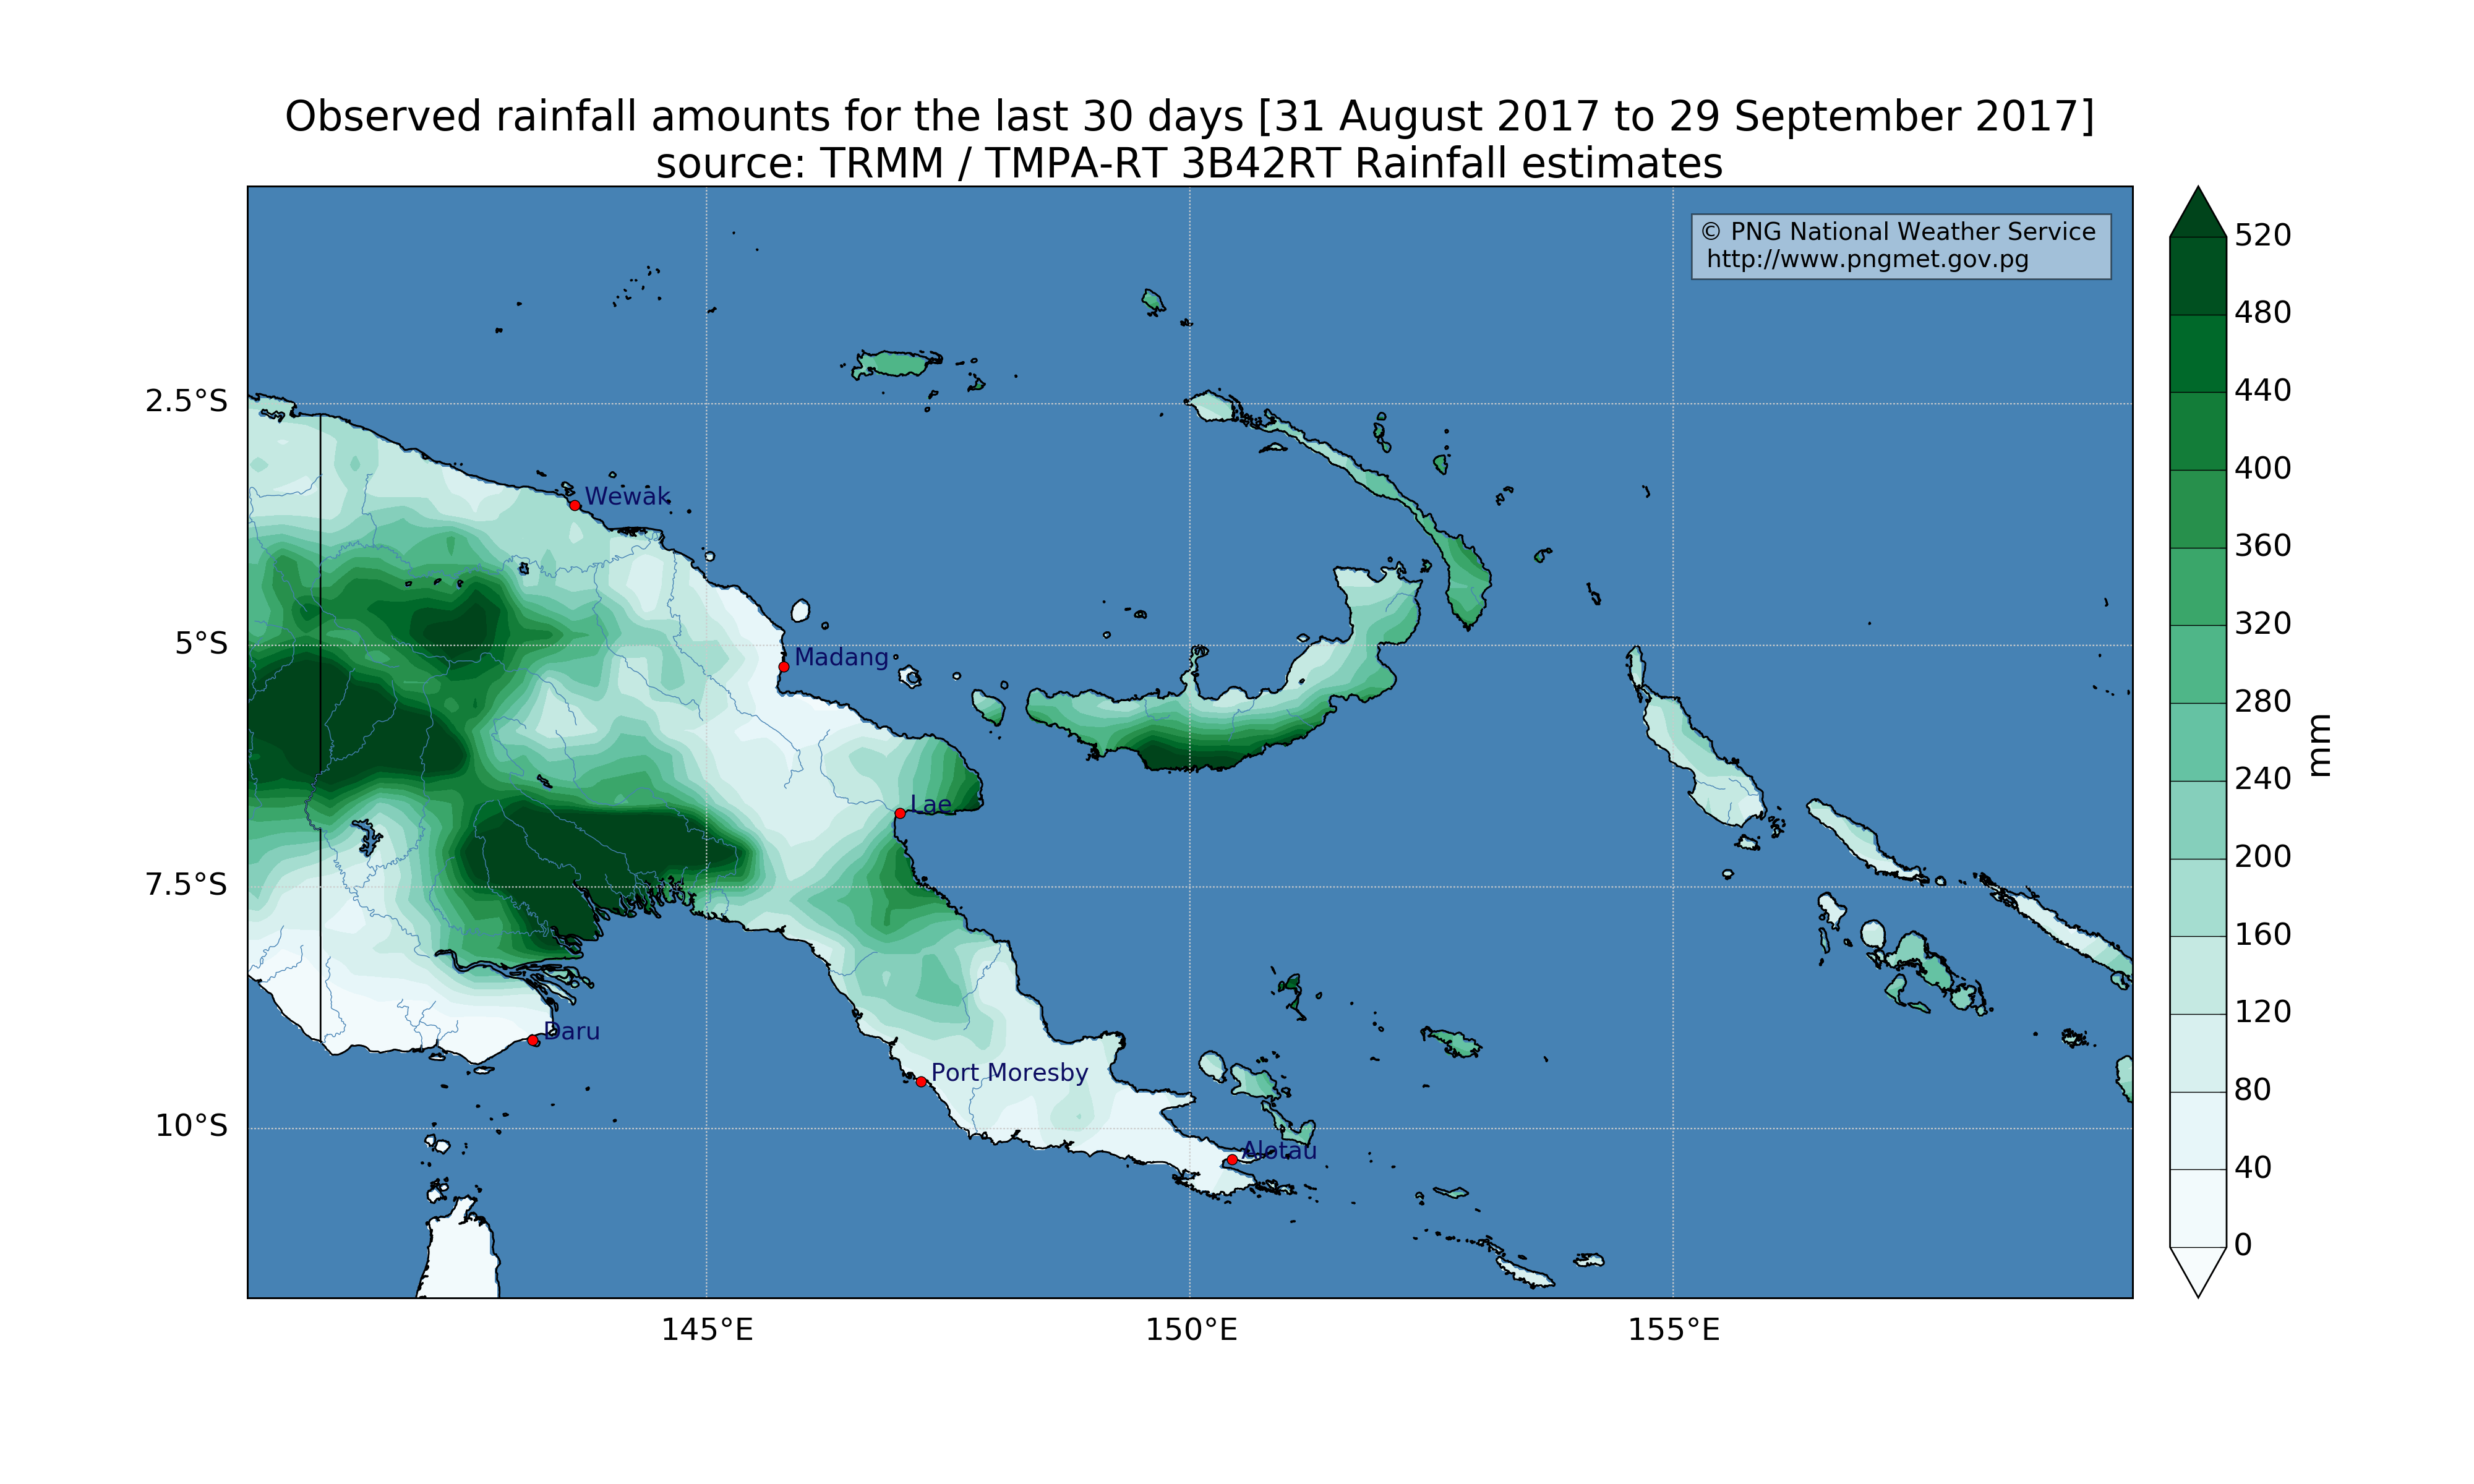 Observed rainfall amounts for the last 30 days [31 August 2017 to 29 September 2017]
source: TRMM / TMPA-RT 3B42RT Rainfall estimates
© PNG National Weather Service
http://www.pngmet.gov.pg
2.5°S
5°S
7.5°S
10°S
Wewak
Madang
Lae
Daru
Port Moresby
Alotau
145°E
150°E
155°E
520
480
440
400
360
320
280
240
200
160
120
80
40
0
mm